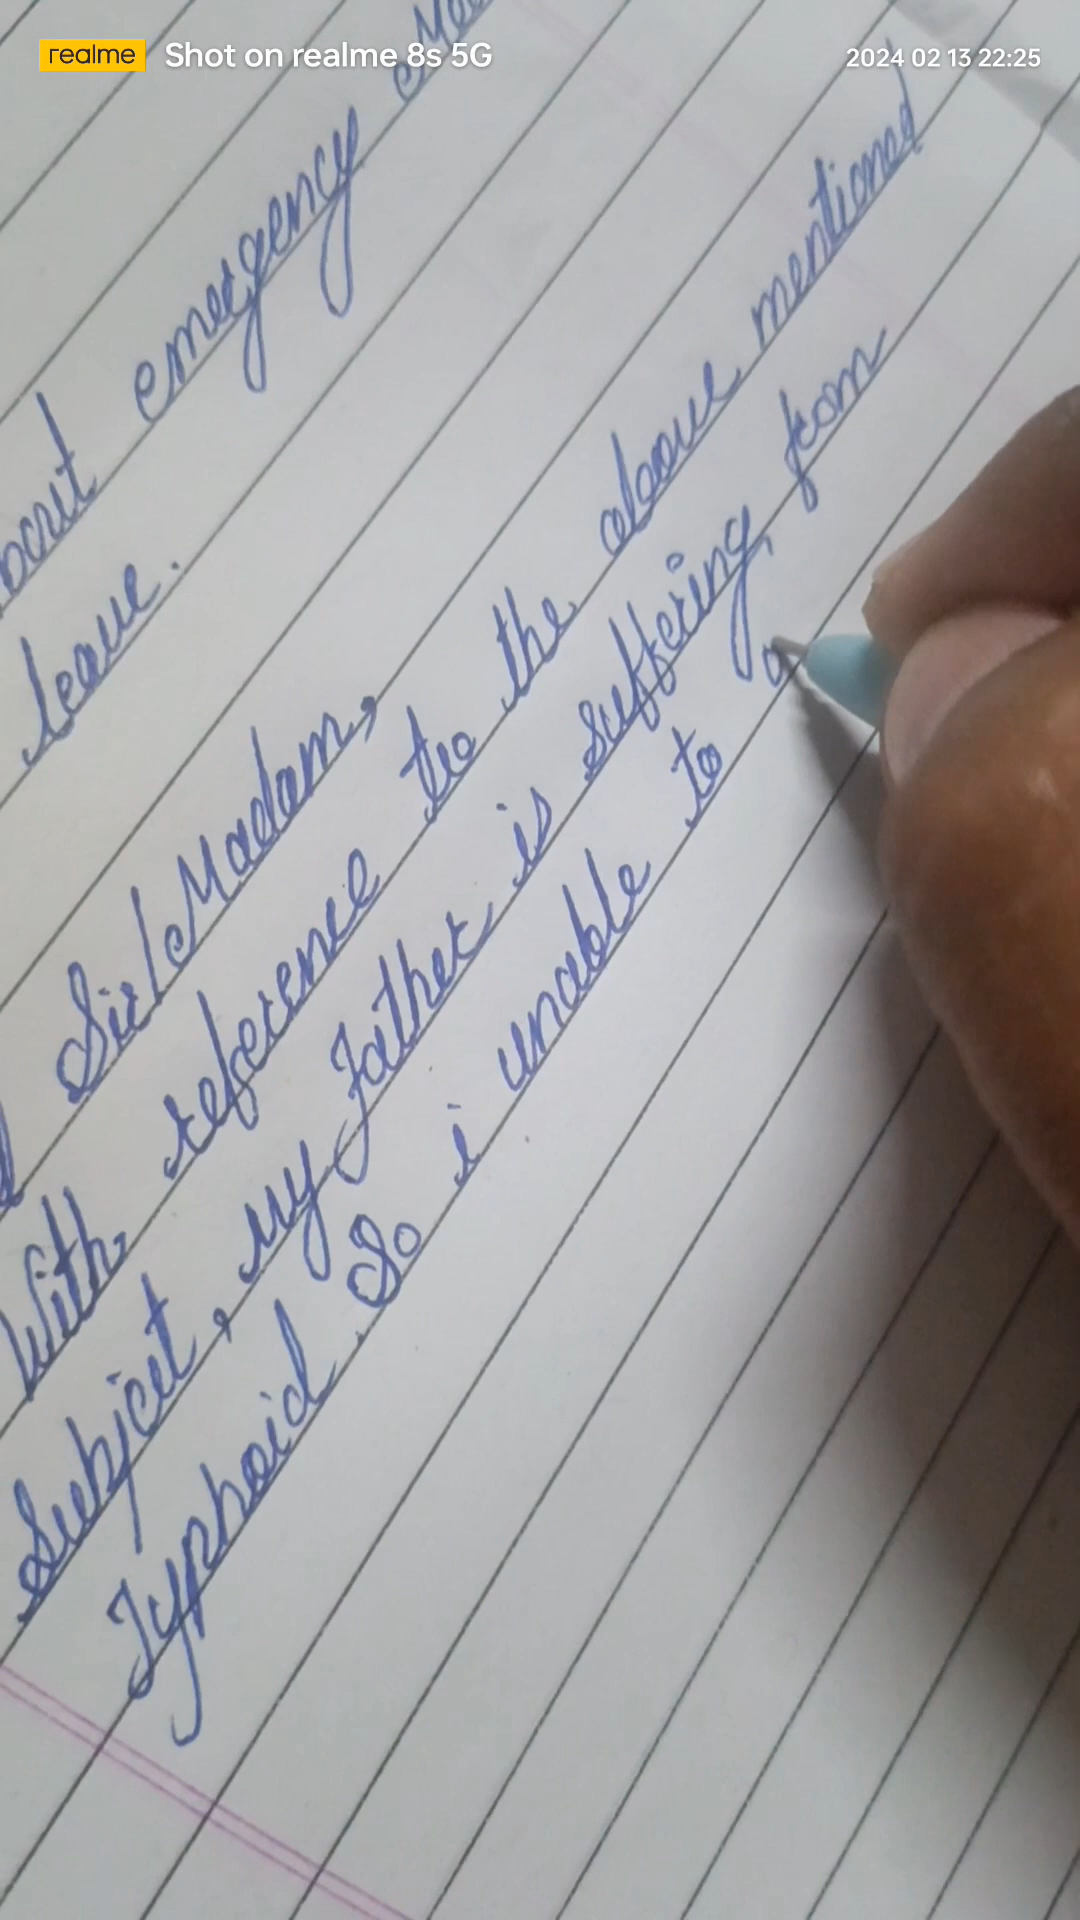 realme Shot on realme 8s 5G
2024 02 13 22:25
emergency
leave.
Sir/Madam,
With reference to the above mentioned
Subject, my Father is suffering from
Typhoid. So i unable to